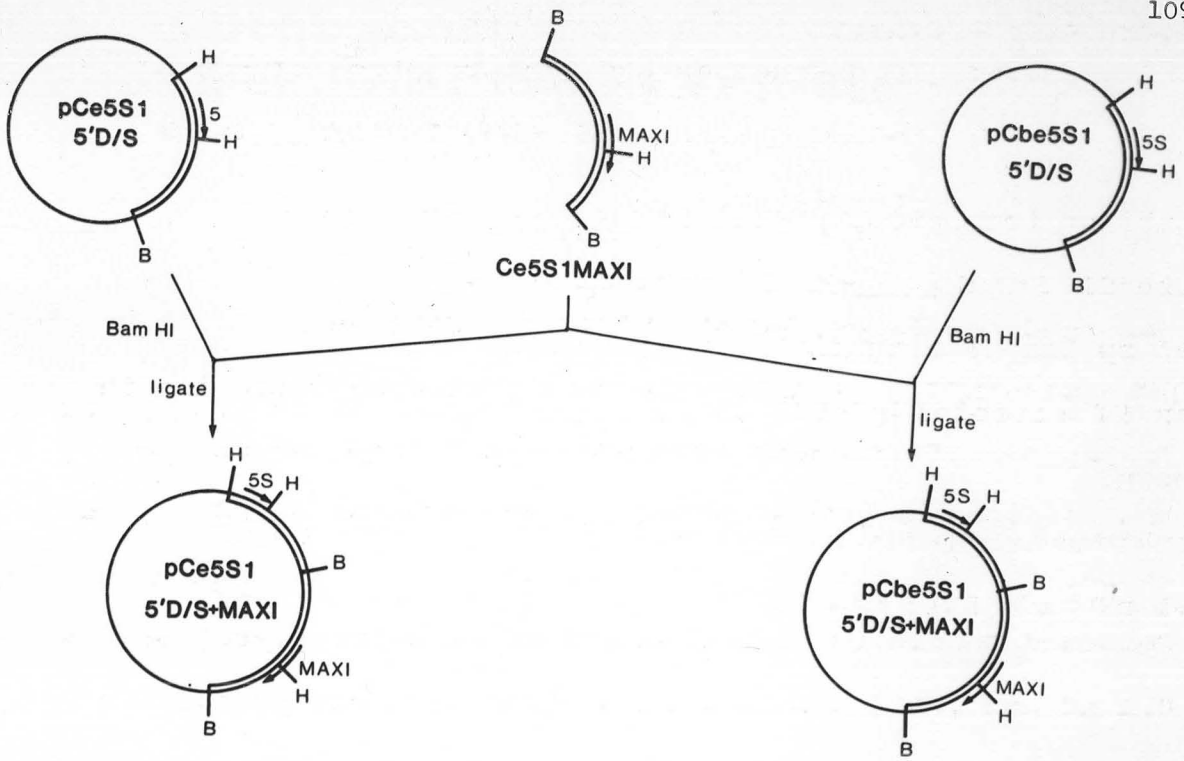 109
B
H
pCe5S1
5'D/S
5
H
B
MAXI
H
B
Ce5S1MAXI
H
pCbe5S1
5'D/S
5S
H
B
Bam HI
ligate
Bam HI
ligate
H
5S
H
pCe5S1
5'D/S+MAXI
B
MAXI
H
B
H
5S
H
pCbe5S1
5'D/S+MAXI
B
MAXI
H
B